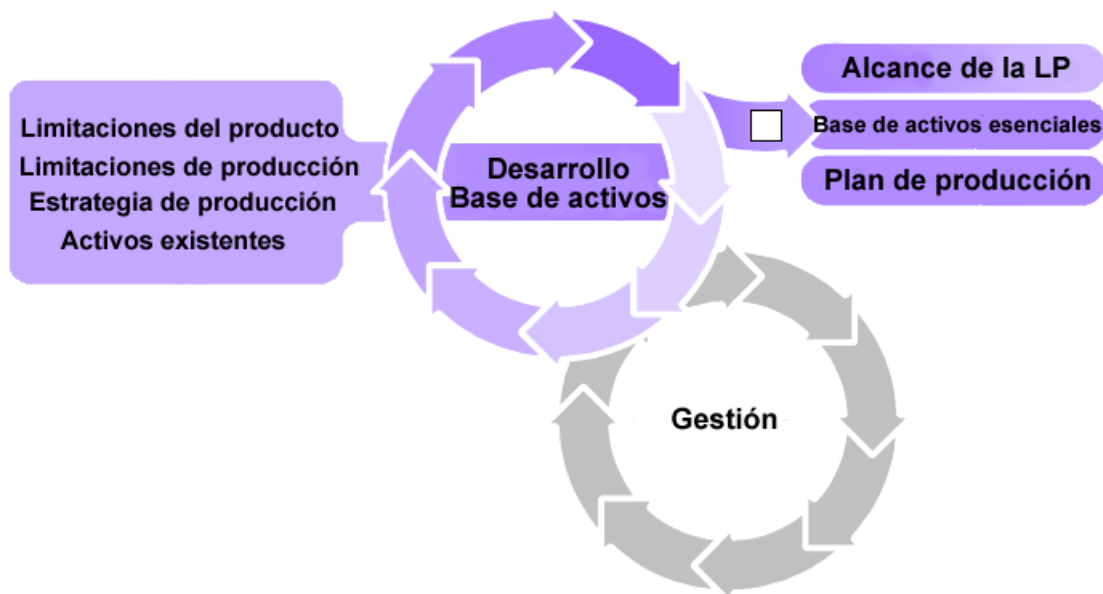 Limitaciones del producto
Limitaciones de producción
Estrategia de producción
Activos existentes
Desarrollo
Base de activos
Alcance de la LP
Base de activos esenciales
Plan de producción
Gestión